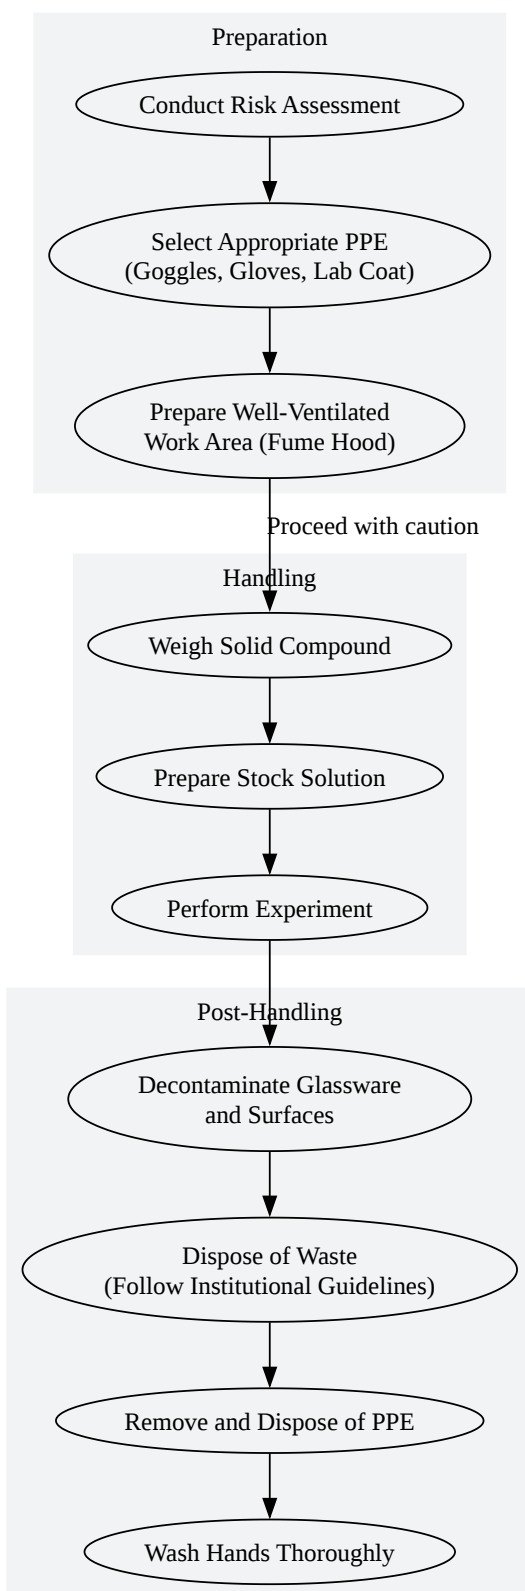 Preparation
Conduct Risk Assessment
Select Appropriate PPE
(Goggles, Gloves, Lab Coat)
Prepare Well-Ventilated
Work Area (Fume Hood)
Proceed with caution
Handling
Weigh Solid Compound
Prepare Stock Solution
Perform Experiment
Post-Handling
Decontaminate Glassware
and Surfaces
Dispose of Waste
(Follow Institutional Guidelines)
Remove and Dispose of PPE
Wash Hands Thoroughly